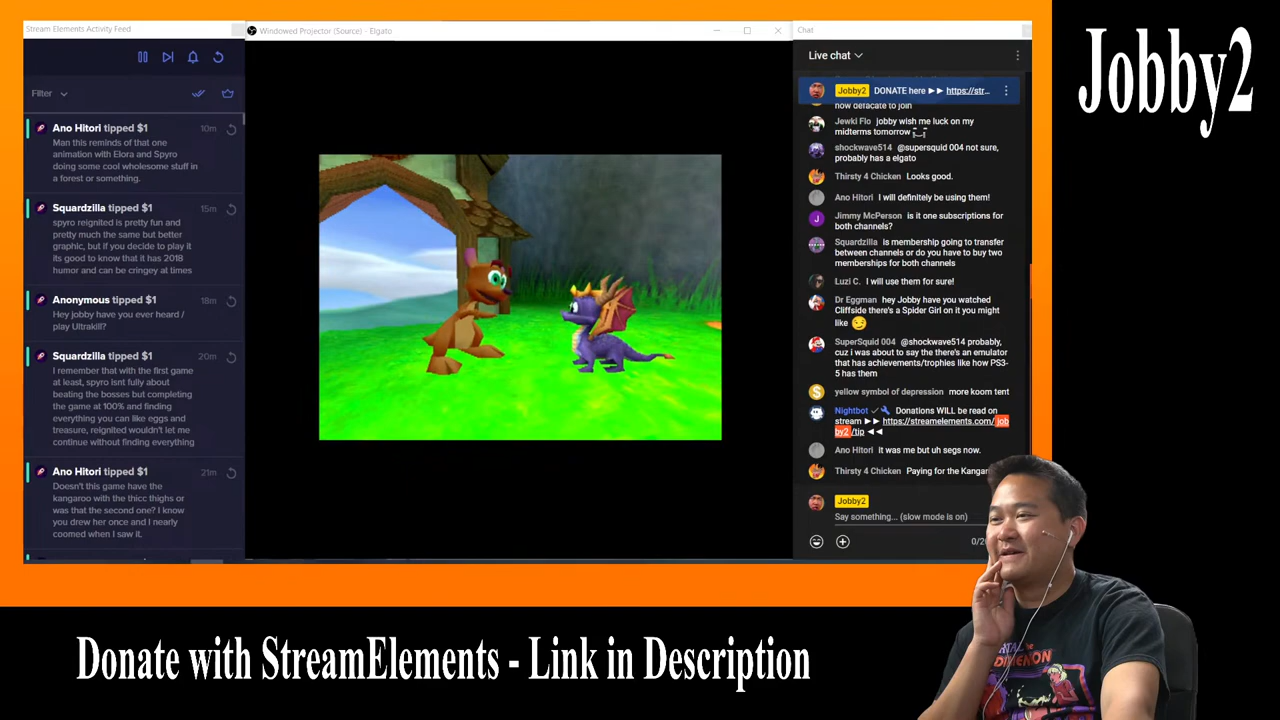 Stream Elements Activity Feed
Filter
Ano Hitori tipped $1
10m
Man this reminds of that one
animation with Elora and Spyro
doing some cool wholesome stuff in
a forest or something.
Squardzilla tipped $1
15m
spyro reignited is pretty fun and
pretty much the same but better
graphic, but if you decide to play it
its good to know that it has 2018
humor and can be cringey at times
Anonymous tipped $1
18m
Hey jobby have you ever heard /
play Ultrakill?
Squardzilla tipped $1
20m
I remember that with the first game
at least, spyro isnt fully about
beating the bosses but completing
the game at 100% and finding
everything you can like eggs and
treasure, reignited wouldn't let me
continue without finding everything
Ano Hitori tipped $1
21m
Doesn't this game have the
kangaroo with the thicc thighs or
was that the second one? I know
you drew her once and I nearly
coomed when I saw it.
Windowed Projector (Source) - Elgato
Chat
Live chat
Jobby2 DONATE here ►► https://str...
now defacate to join
Jewki Flo jobby wish me luck on my
midterms tomorrow
shockwave514 @supersquid 004 not sure,
probably has a elgato
Thirsty 4 Chicken Looks good.
Ano Hitori I will definitely be using them!
J
Jimmy McPerson is it one subscriptions for
both channels?
Squardzilla is membership going to transfer
between channels or do you have to buy two
memberships for both channels
Luzi C. I will use them for sure!
Dr Eggman hey Jobby have you watched
Cliffside there's a Spider Girl on it you might
like 😏
SuperSquid 004 @shockwave514 probably,
cuz i was about to say the there's an emulator
that has achievements/trophies like how PS3-
5 has them
yellow symbol of depression more koom tent
Nightbot Donations WILL be read on
stream ►► https://streamelements.com/job
by2/tip ◄◄
Ano Hitori It was me but uh segs now.
Thirsty 4 Chicken Paying for the
Jobby2
Say something... (slow mode is on)
Jobby2
Donate with StreamElements - Link in Description